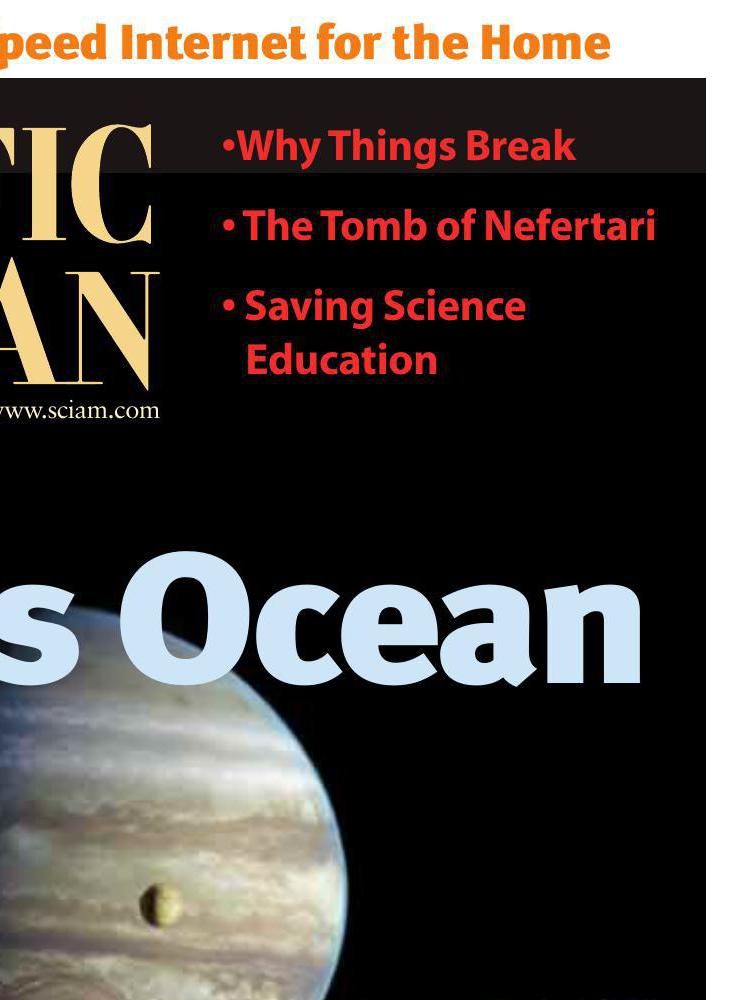 peed Internet for the Home
TIC
AN
www.sciam.com
•Why Things Break
• The Tomb of Nefertari
• Saving Science
Education
s Ocean